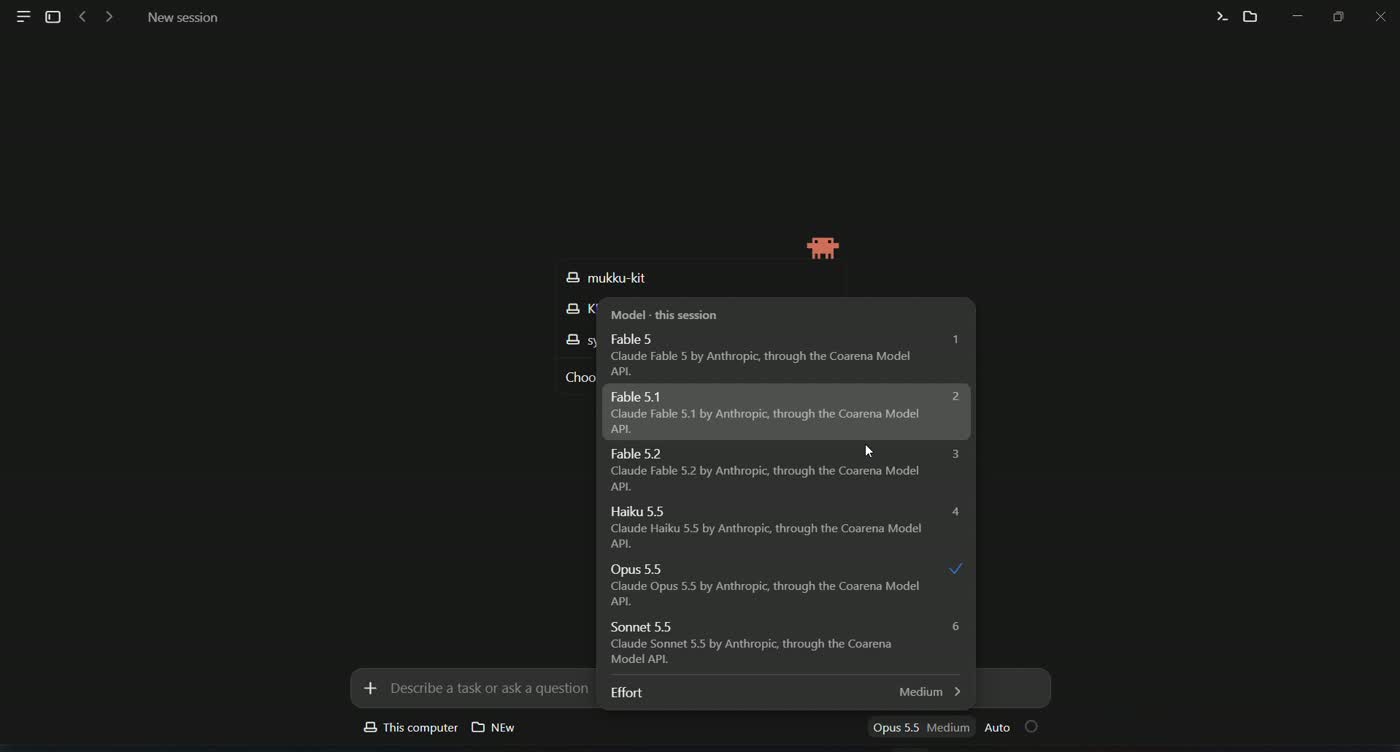 New session
mukku-kit
Model · this session
Fable 5 1
Claude Fable 5 by Anthropic, through the Coarena Model
API.
Fable 5.1 2
Claude Fable 5.1 by Anthropic, through the Coarena Model
API.
Fable 5.2 3
Claude Fable 5.2 by Anthropic, through the Coarena Model
API.
Haiku 5.5 4
Claude Haiku 5.5 by Anthropic, through the Coarena Model
API.
Opus 5.5
Claude Opus 5.5 by Anthropic, through the Coarena Model
API.
Sonnet 5.5 6
Claude Sonnet 5.5 by Anthropic, through the Coarena
Model API.
Effort Medium
Choo
Describe a task or ask a question
This computer NEw
Opus 5.5 Medium Auto